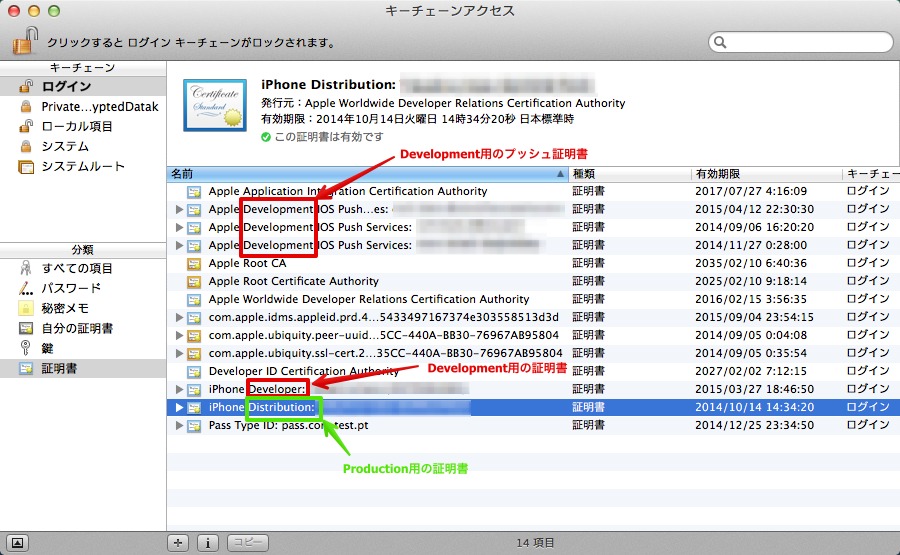 キーチェーンアクセス
クリックすると ログイン キーチェーンがロックされます。
キーチェーン
ログイン
Private...yptedDatak
ローカル項目
システム
システムルート
分類
すべての項目
パスワード
秘密メモ
自分の証明書
鍵
証明書
Certificate
Standard
iPhone Distribution:
発行元：Apple Worldwide Developer Relations Certification Authority
有効期限：2014年10月14日火曜日 14時34分20秒 日本標準時
この証明書は有効です
Development用のプッシュ証明書
名前 種類 有効期限 キーチェー
Apple Application Integration Certification Authority 証明書 2017/07/27 4:16:09 ログイン
Apple Development IOS Push...es: 証明書 2015/04/12 22:30:30 ログイン
Apple Development IOS Push Services: 証明書 2014/09/06 16:20:20 ログイン
Apple Development IOS Push Services: 証明書 2014/11/27 0:28:00 ログイン
Apple Root CA 証明書 2035/02/10 6:40:36 ログイン
Apple Root Certificate Authority 証明書 2025/02/10 9:18:14 ログイン
Apple Worldwide Developer Relations Certification Authority 証明書 2016/02/15 3:56:35 ログイン
com.apple.idms.appleid.prd.4...5433497167374e303558513d3d 証明書 2015/09/04 23:54:15 ログイン
com.apple.ubiquity.peer-uuid...5CC-440A-BB30-76967AB95804 証明書 2014/09/05 0:04:08 ログイン
com.apple.ubiquity.ssl-cert.2...35CC-440A-BB30-76967AB95804 証明書 2014/09/05 0:35:54 ログイン
Developer ID Certification Authority 証明書 2027/02/02 7:12:15 ログイン
Development用の証明書
iPhone Developer: 証明書 2015/03/27 18:46:50 ログイン
iPhone Distribution: 証明書 2014/10/14 14:34:20 ログイン
Pass Type ID: pass.com.test.pt 証明書 2014/12/25 23:34:50 ログイン
Production用の証明書
コピー
14 項目